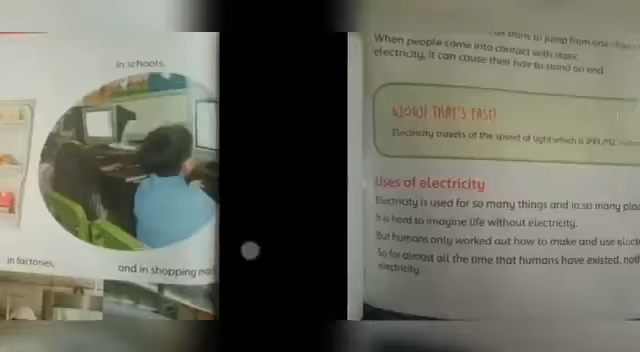 in schools,
in factories,
and in shopping
to jump from
When people come into contact with static
electricity, it can cause their hair to stand on end.
WOW! THAT'S FAST!
Electricity travels at the speed of light which is
Uses of electricity
Electricity is used for so many things and in so many
It is hard to imagine life without electricity.
But humans only worked out how to make and use
So for almost all the time that humans have existed,
electricity.